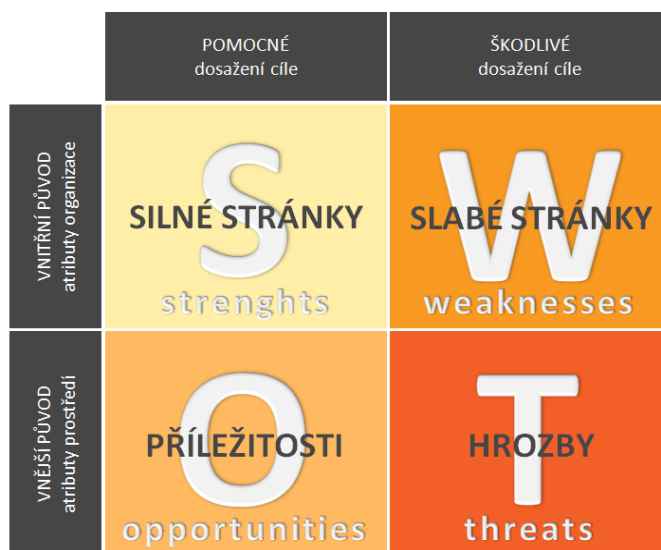 POMOCNÉ
dosažení cíle
ŠKODLIVÉ
dosažení cíle
VNITŘNÍ PŮVOD
atributy organizace
S
SILNÉ STRÁNKY
strenghts
W
SLABÉ STRÁNKY
weaknesses
VNĚJŠÍ PŮVOD
atributy prostředí
O
PŘÍLEŽITOSTI
opportunities
T
HROZBY
threats